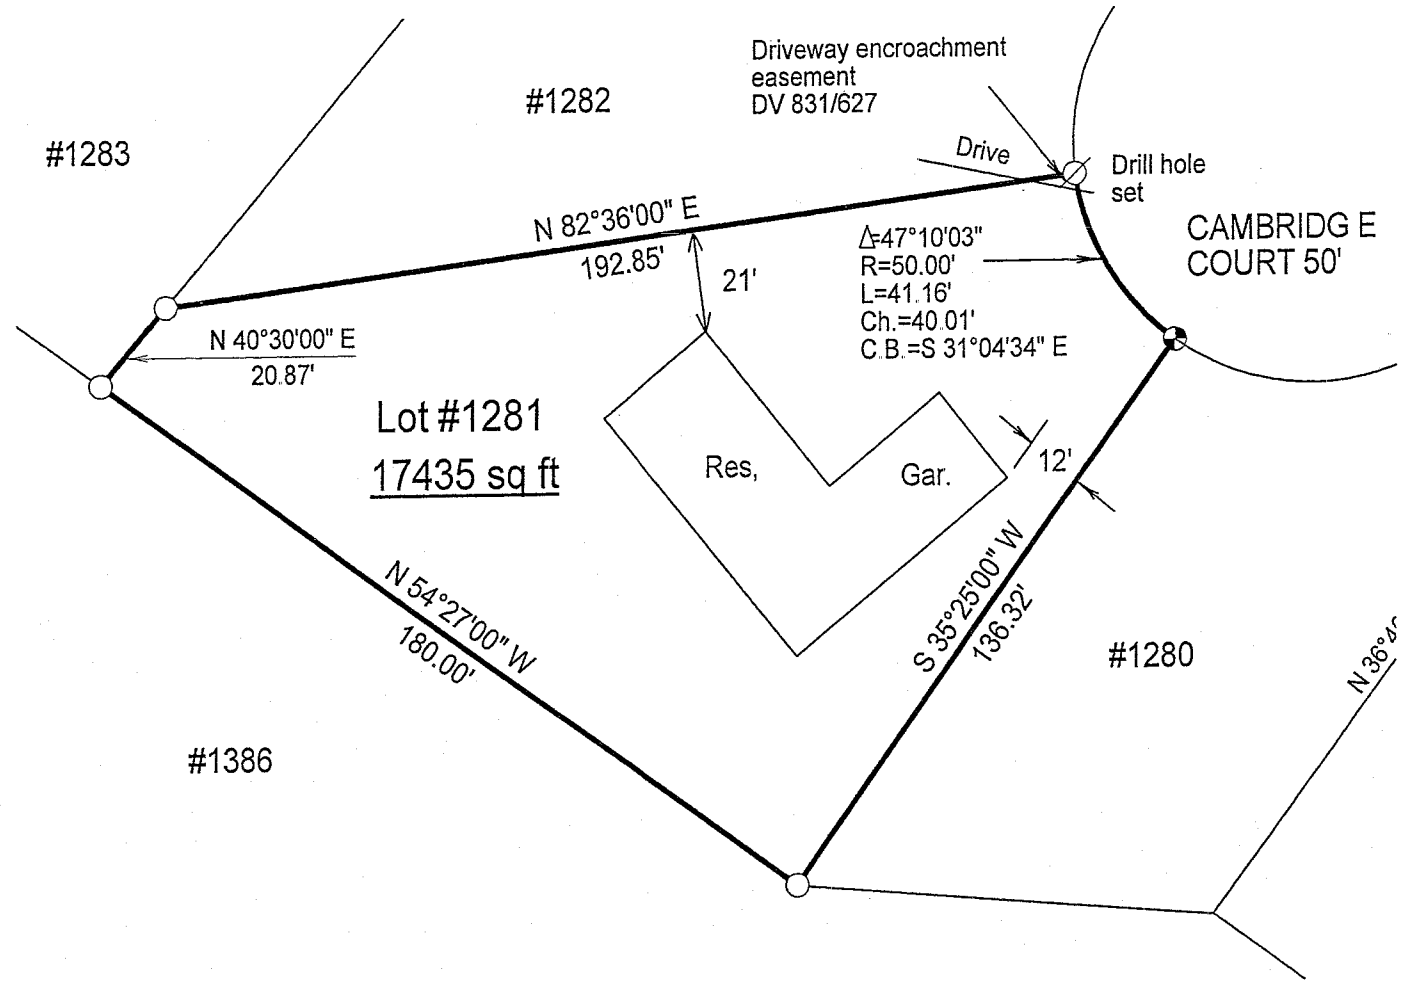 Driveway encroachment
easement
DV 831/627
#1282
#1283
Drive
Drill hole
set
N 82°36'00" E
192.85'
CAMBRIDG E
COURT 50'
Δ=47°10'03"
R=50.00'
L=41.16'
Ch.=40.01'
C.B.=S 31°04'34" E
21'
N 40°30'00" E
20.87'
Lot #1281
17435 sq ft
Res,
Gar.
12'
N 54°27'00" W
180.00'
S 35°25'00" W
136.32'
#1280
N 36°4
#1386